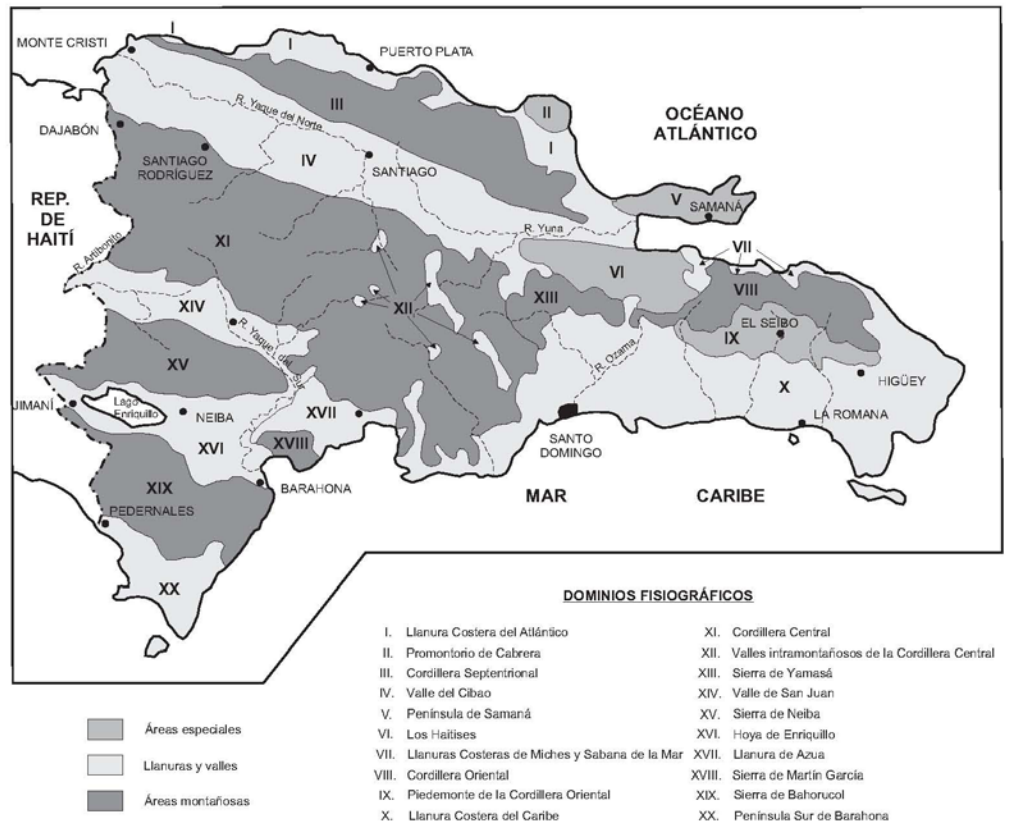 I
MONTE CRISTI
I
PUERTO PLATA
II
III
OCÉANO
ATLÁNTICO
R. Yaque del Norte
DAJABÓN
I
SANTIAGO
RODRÍGUEZ
IV
SANTIAGO
V
SAMANÁ
REP.
DE
HAITÍ
R. Yuna
VII
R. Artibonito
XI
VI
VIII
XII
XIII
XIV
EL SEÍBO
IX
R. Yaque del Sur
R. Ozama
XV
X
HIGÜEY
JIMANÍ
Lago
Enriquillo
NEIBA
XVII
LA ROMANA
XVI
XVIII
SANTO
DOMINGO
XIX
BARAHONA
MAR
CARIBE
PEDERNALES
XX
DOMINIOS FISIOGRÁFICOS
I. Llanura Costera del Atlántico
II. Promontorio de Cabrera
III. Cordillera Septentrional
IV. Valle del Cibao
V. Península de Samaná
VI. Los Haitises
VII. Llanuras Costeras de Miches y Sabana de la Mar
VIII. Cordillera Oriental
IX. Piedemonte de la Cordillera Oriental
X. Llanura Costera del Caribe
XI. Cordillera Central
XII. Valles intramontañosos de la Cordillera Central
XIII. Sierra de Yamasá
XIV. Valle de San Juan
XV. Sierra de Neiba
XVI. Hoya de Enriquillo
XVII. Llanura de Azua
XVIII. Sierra de Martín García
XIX. Sierra de Bahorucol
XX. Península Sur de Barahona
Áreas especiales
Llanuras y valles
Áreas montañosas